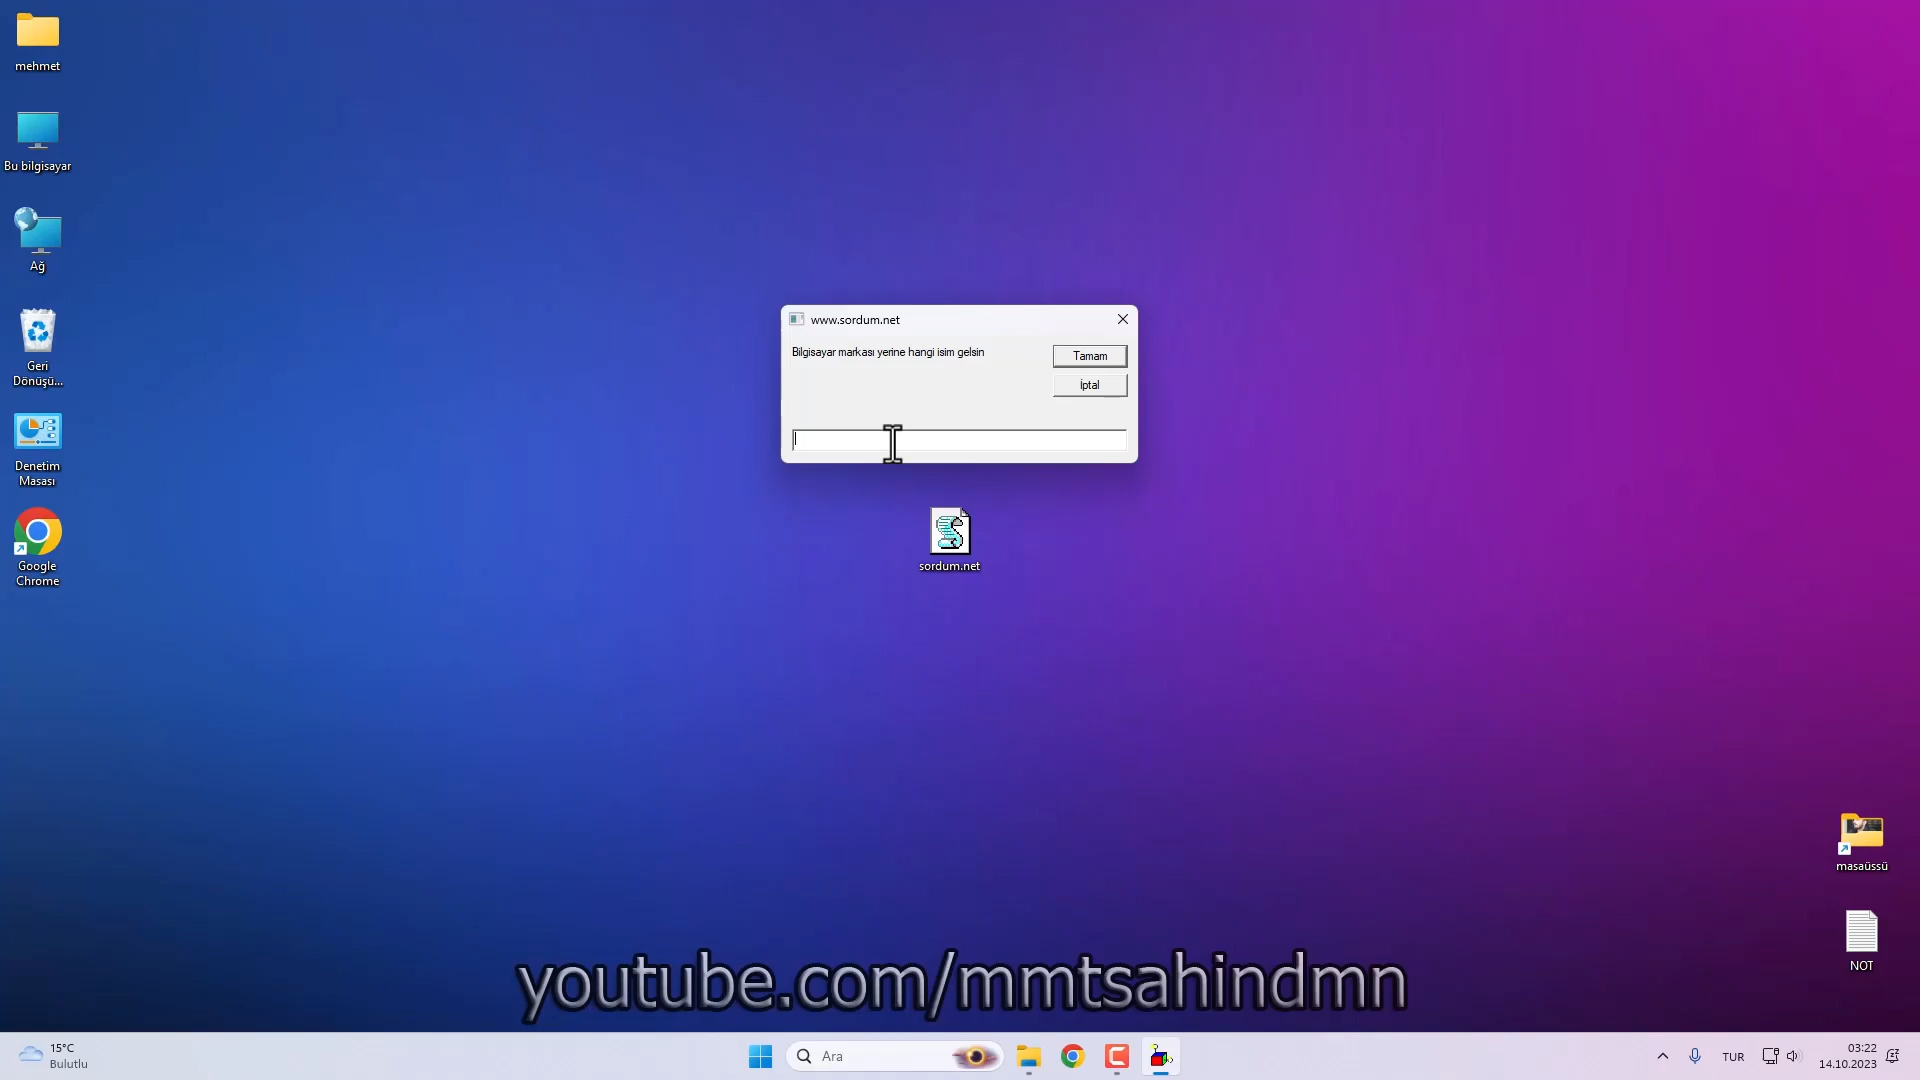 mehmet
Bu bilgisayar
Ağ
Geri
Dönüşü...
Denetim
Masası
Google
Chrome
www.sordum.net
Bilgisayar markası yerine hangi isim gelsin
Tamam
İptal
sordum.net
masaüssü
NOT
youtube.com/mmtsahindmn
15°C
Bulutlu
Ara
TUR
03:22
14.10.2023